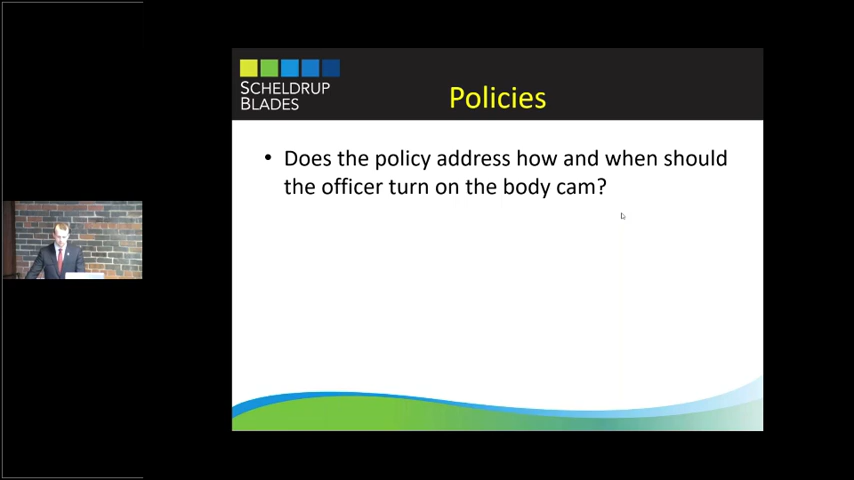 SCHELDRUP
BLADES
Policies
• Does the policy address how and when should
the officer turn on the body cam?